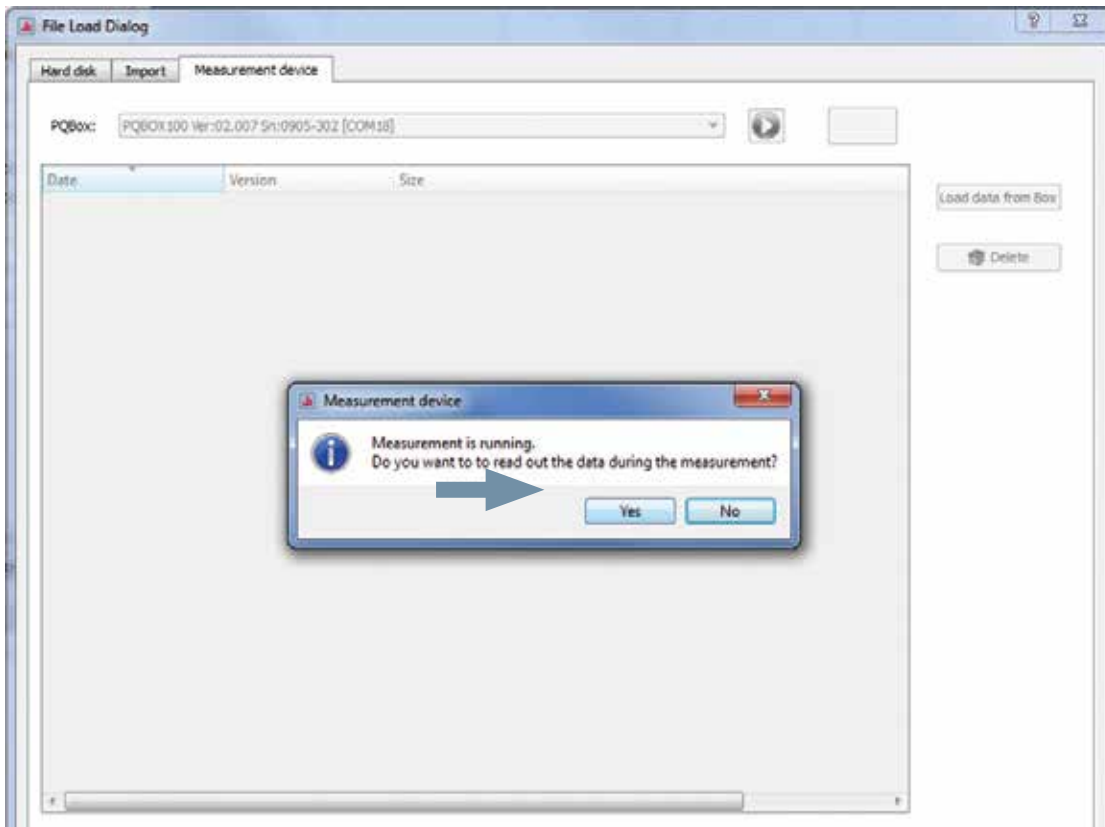 File Load Dialog
Hard disk Import Measurement device
PQBox: PQBOX100 Ver:02.007 Sn:0905-302 [COM18]
Date Version Size
Load data from Box
Delete
Measurement device
Measurement is running.
Do you want to to read out the data during the measurement?
Yes No